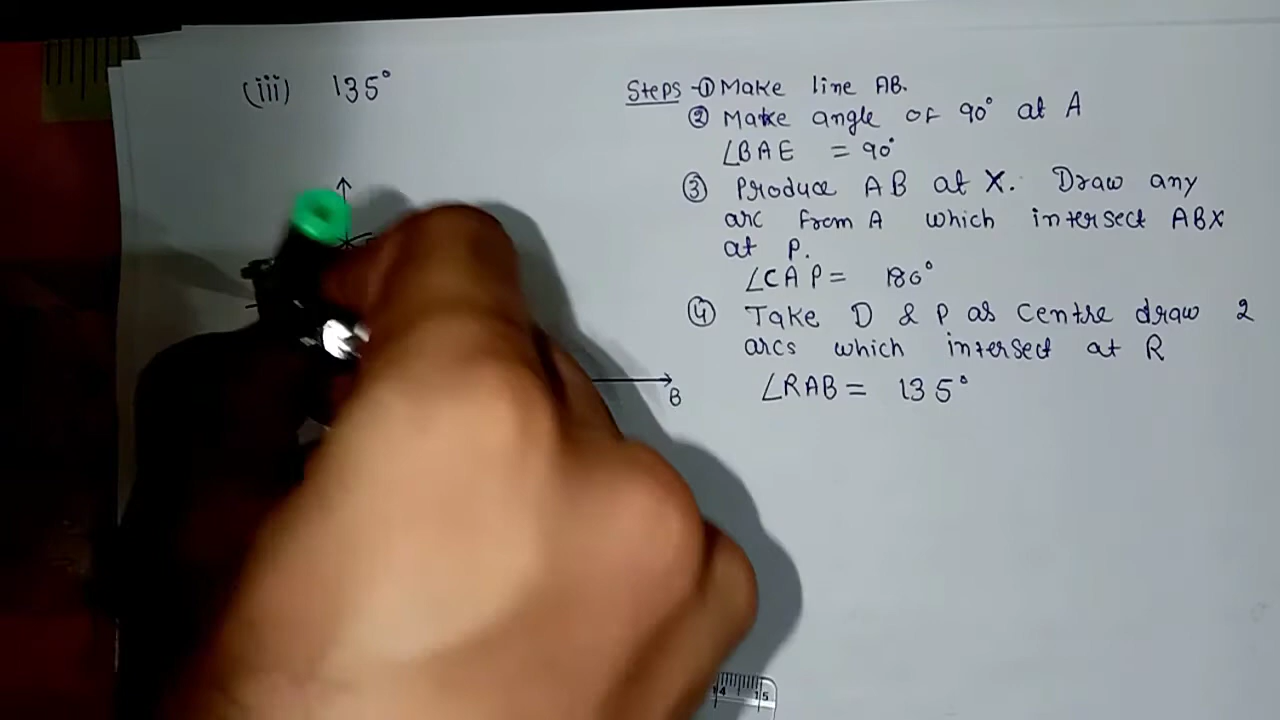 (iii) 135°
Steps -① Make line AB.
② Make angle of 90° at A
∠BAE = 90°
③ Produce AB at X. Draw any
arc from A which intersect ABX
at P.
∠CAP = 180°
④ Take D & P as centre draw 2
arcs which intersect at R
∠RAB = 135°
B
14 15